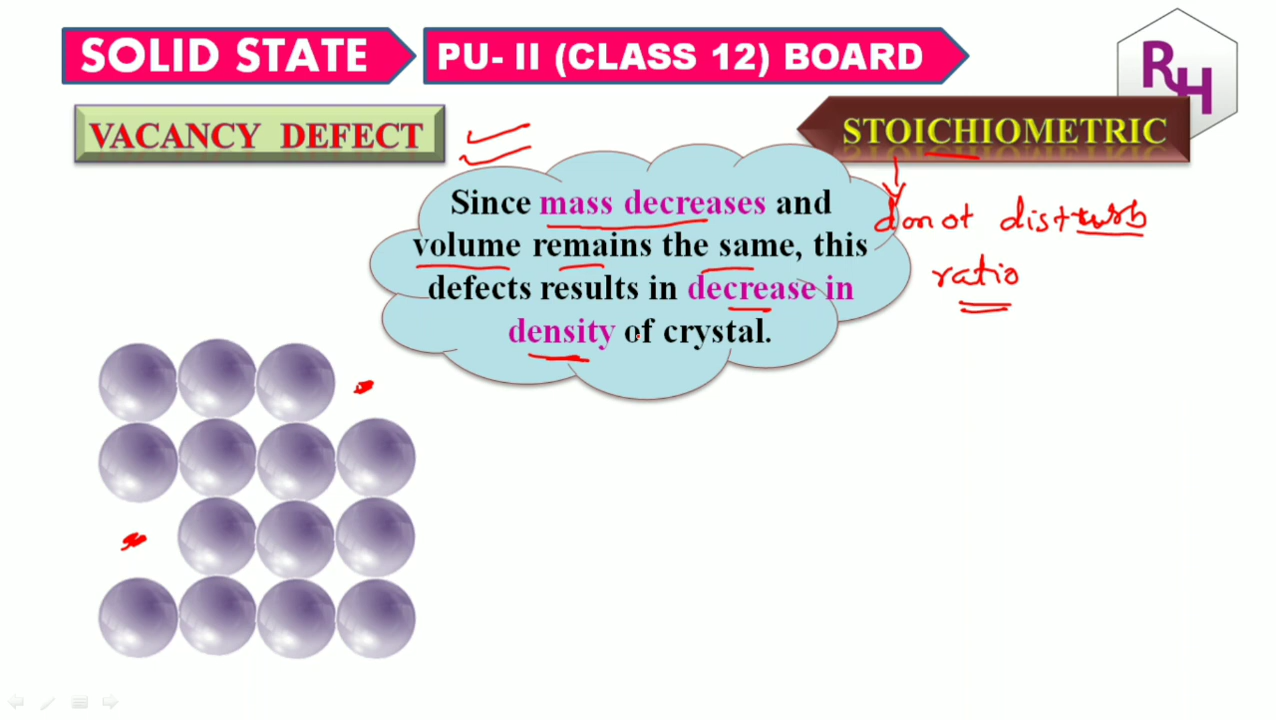 SOLID STATE
PU- II (CLASS 12) BOARD
RH
VACANCY DEFECT
STOICHIOMETRIC
Since mass decreases and
volume remains the same, this
defects results in decrease in
density of crystal.
donot disturb
ratio